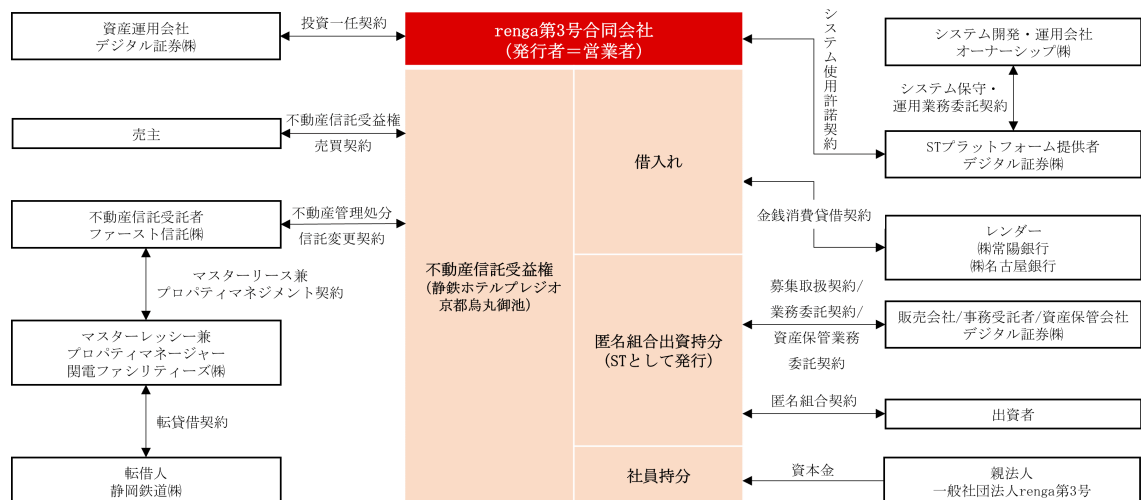 資産運用会社
デジタル証券㈱
投資一任契約
renga第3号合同会社
(発行者＝営業者)
システム使用許諾契約
システム開発・運用会社
オーナーシップ㈱
システム保守・
運用業務委託契約
売主
不動産信託受益権
売買契約
借入れ
STプラットフォーム提供者
デジタル証券㈱
不動産信託受託者
ファースト信託㈱
不動産管理処分
信託変更契約
金銭消費貸借契約
レンダー
㈱常陽銀行
㈱名古屋銀行
マスターリース兼
プロパティマネジメント契約
不動産信託受益権
(静鉄ホテルプレジオ
京都烏丸御池)
募集取扱契約/
業務委託契約/
資産保管業務
委託契約
販売会社/事務受託者/資産保管会社
デジタル証券㈱
マスターレッシー兼
プロパティマネージャー
関電ファシリティーズ㈱
匿名組合出資持分
(STとして発行)
転貸借契約
匿名組合契約
出資者
転借人
静岡鉄道㈱
社員持分
資本金
親法人
一般社団法人renga第3号